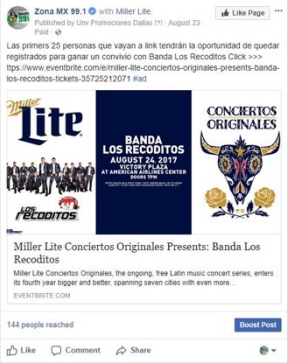 Zona MX 99.1 with Miller Lite.
Like Page
Published by Unv Promociones Dallas [?] · August 23 ·
Paid ·
Las primers 25 personas que vayan a link tendrán la oportunidad de quedar
registrados para ganar un convivio con Banda Los Recoditos Click >>>
ttps://www.eventbrite.com/e/miller-lite-conciertos-originales-presents-banda-
los-recoditos-tickets-35725212071 #ad
Miller
Lite
LOS
RECODITOS
BANDA
LOS RECODITOS
AUGUST 24, 2017
VICTORY PLAZA
AT AMERICAN AIRLINES CENTER
DOORS 7PM
CONCIERTOS
ORIGINALES
Miller Lite Conciertos Originales Presents: Banda Los
Recoditos
Miller Lite Conciertos Originales, the ongoing, free Latin music concert series, enters
its fourth year bigger and better, spanning seven cities with even more...
EVENTBRITE.COM
144 people reached
Boost Post
Like
Comment
Share